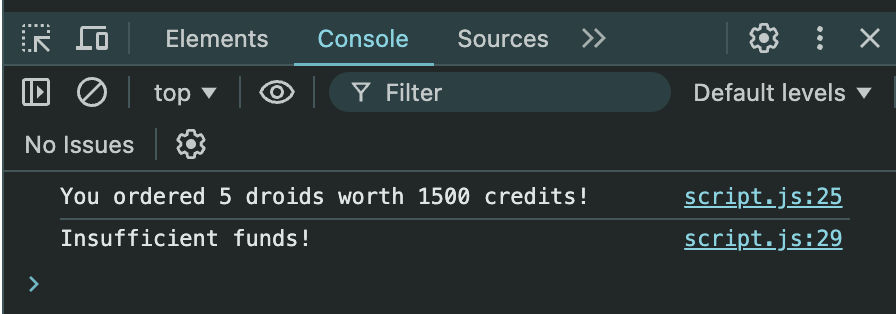 Elements Console Sources
top Filter Default levels
No Issues
You ordered 5 droids worth 1500 credits! script.js:25
Insufficient funds! script.js:29